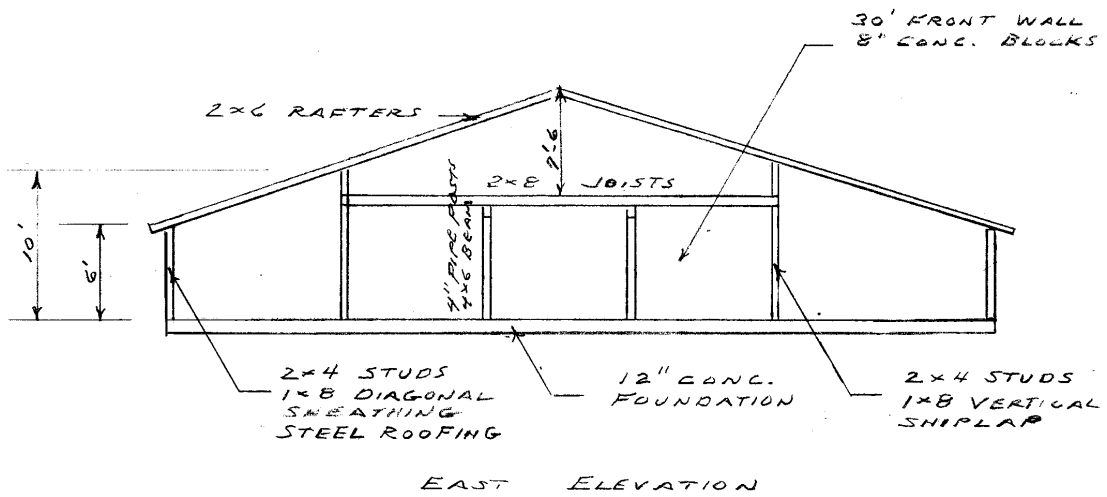 30' FRONT WALL
8" CONC. BLOCKS
2×6 RAFTERS
7'-6
2×8 JOISTS
4" PIPE POSTS
4×6 BEAM
10'
6'
2×4 STUDS
1×8 DIAGONAL
SHEATHING
STEEL ROOFING
12" CONC.
FOUNDATION
2×4 STUDS
1×8 VERTICAL
SHIPLAP
EAST ELEVATION